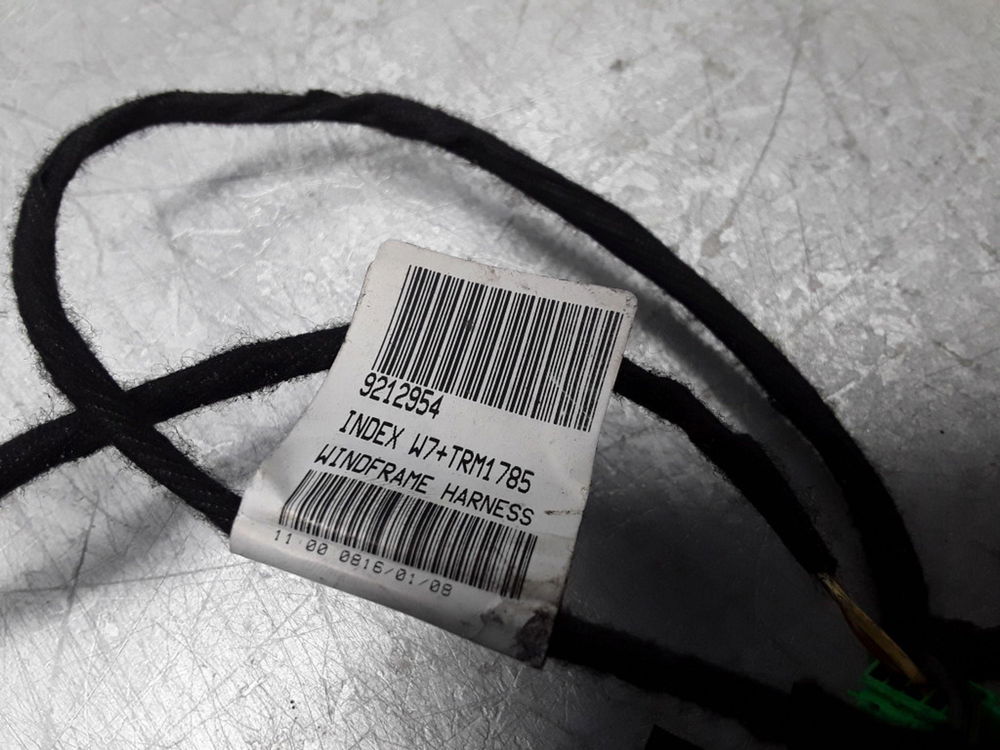 9212954
INDEX W7+TRM1785
WINDFRAME HARNESS
11:00 0816/01/08